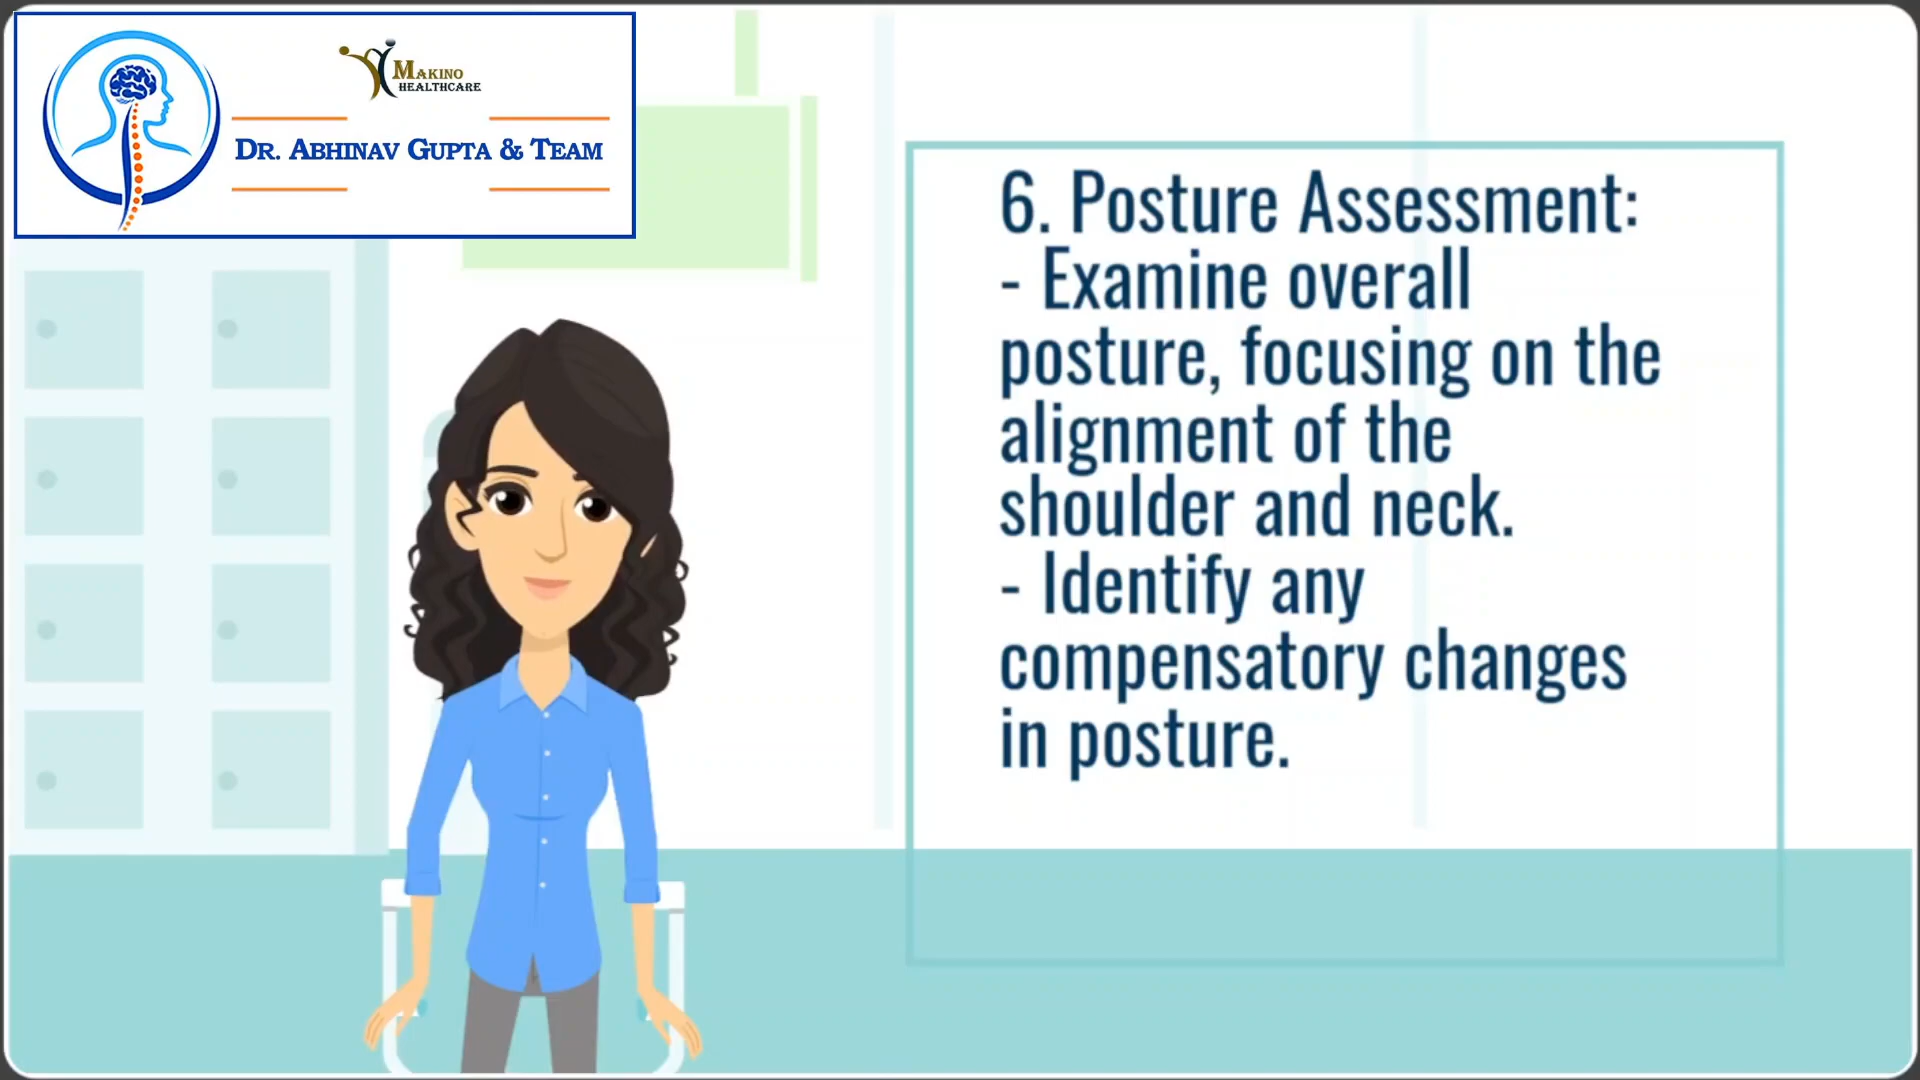 MAKINO
HEALTHCARE
DR. ABHINAV GUPTA & TEAM
6. Posture Assessment:
- Examine overall
posture, focusing on the
alignment of the
shoulder and neck.
- Identify any
compensatory changes
in posture.